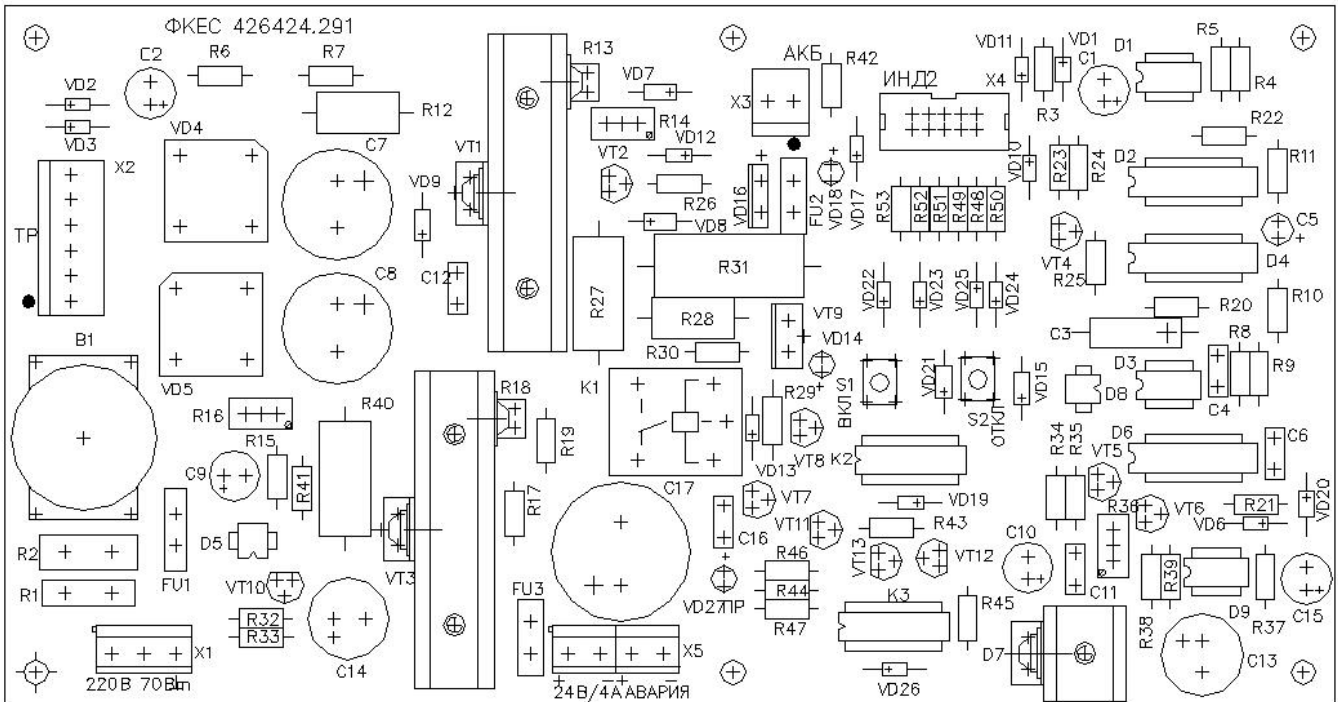 ФКЕС 426424.291
C2
R6
R7
R13
VD7
АКБ
R42
ИНД2
X4
VD11
VD1
C1
D1
R5
R4
VD2
VD3
VD4
R12
C7
X2
VT1
R14
X3
R3
R22
VD12
VT2
R26
VD8
VD9
VD16
FU2
VD18
VD17
VD10
R23
R24
D2
R11
R53
R52
R51
R49
R48
R50
TP
C8
C12
R27
R31
VT4
R25
C5
D4
VD22
VD23
VD25
VD24
R20
R10
R28
VT9
VD14
C3
R8
R30
B1
VD5
R16
R40
R18
K1
R29
S1
ВКЛ
VD21
S2
ОТКЛ
VD15
D8
D3
C4
R9
R15
C9
R41
R19
VD13
VT8
K2
R34
R35
VT5
D6
C6
R17
C17
VT7
VD19
R36
VT6
R21
VD6
VD20
C16
VT11
R43
R2
FU1
D5
VT10
VT3
R46
VT13
VT12
C10
C11
R39
R1
FU3
VD27
ПР
R44
K3
R45
R38
D9
R37
C15
R32
R33
R47
X1
C14
X5
D7
C13
220В 70Вт
24В/4А
АВАРИЯ
VD26